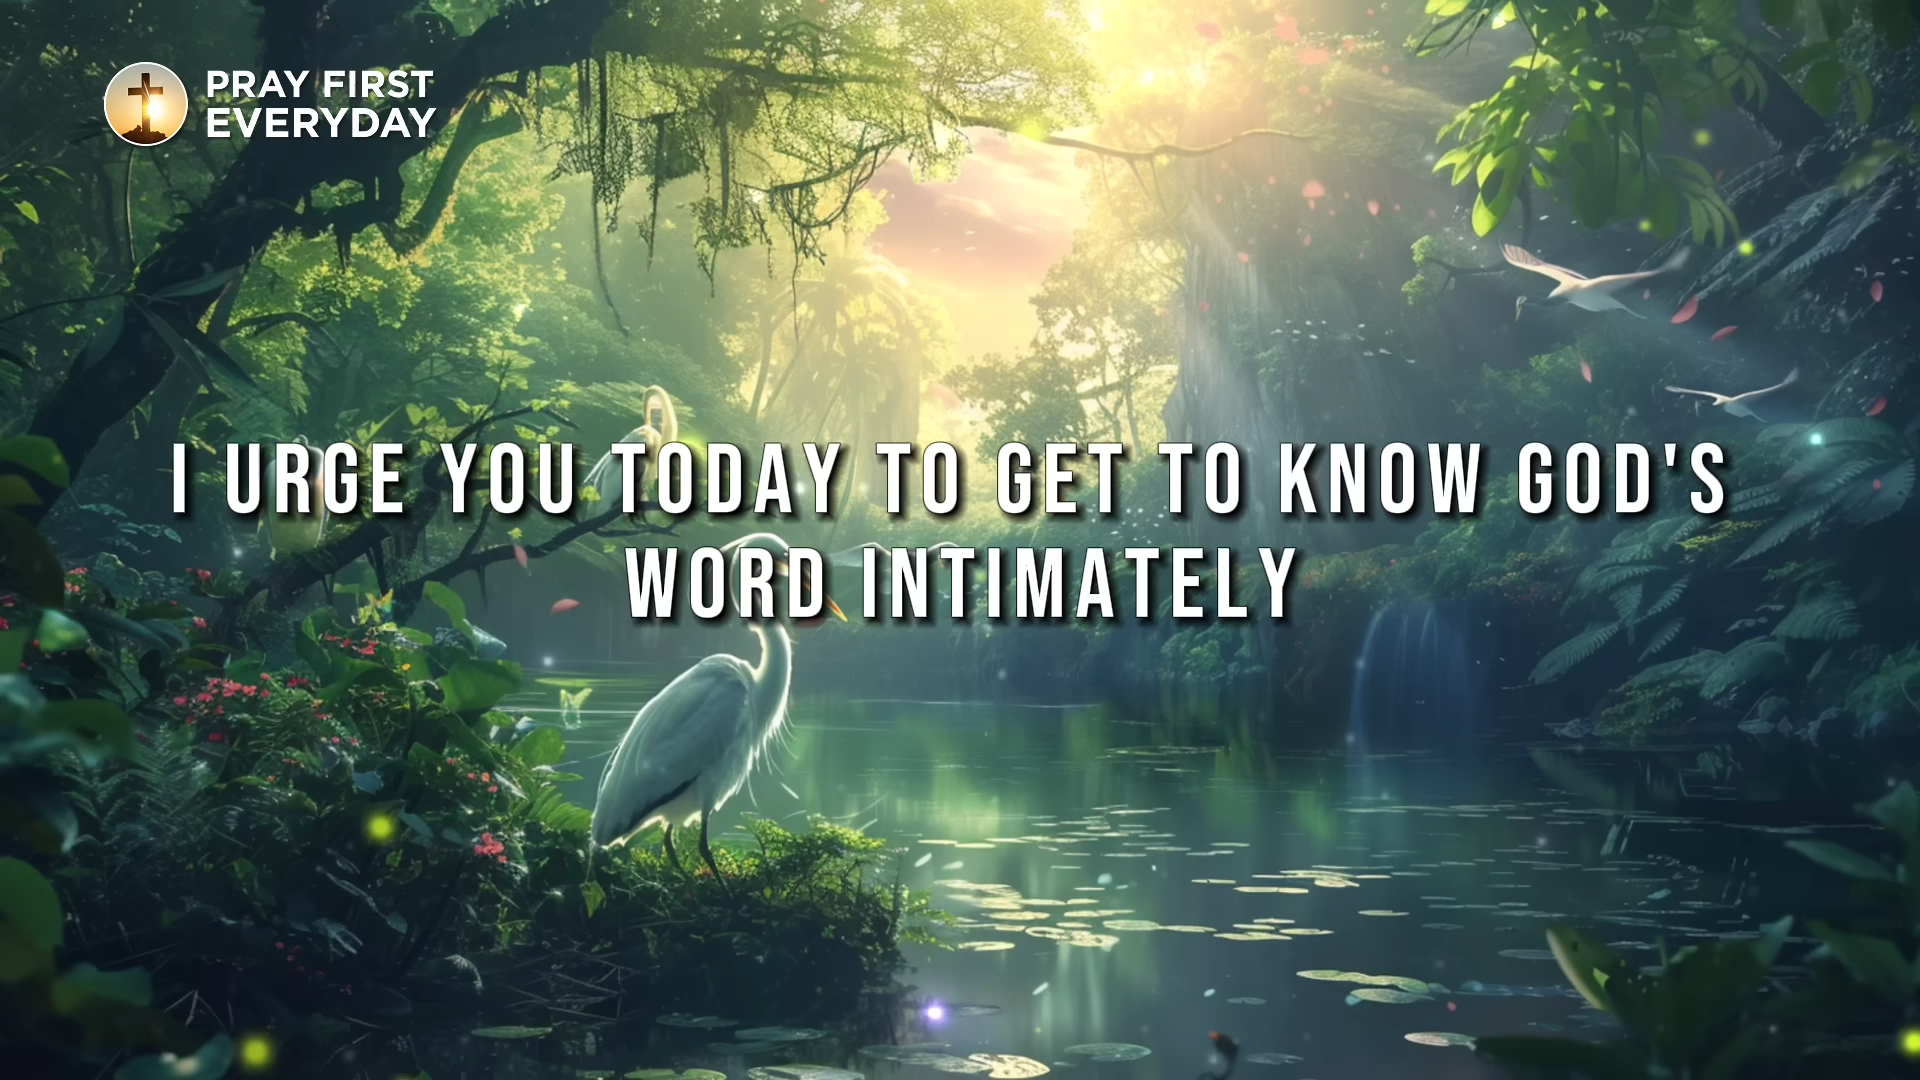 PRAY FIRST
EVERYDAY
I URGE YOU TODAY TO GET TO KNOW GOD'S
WORD INTIMATELY